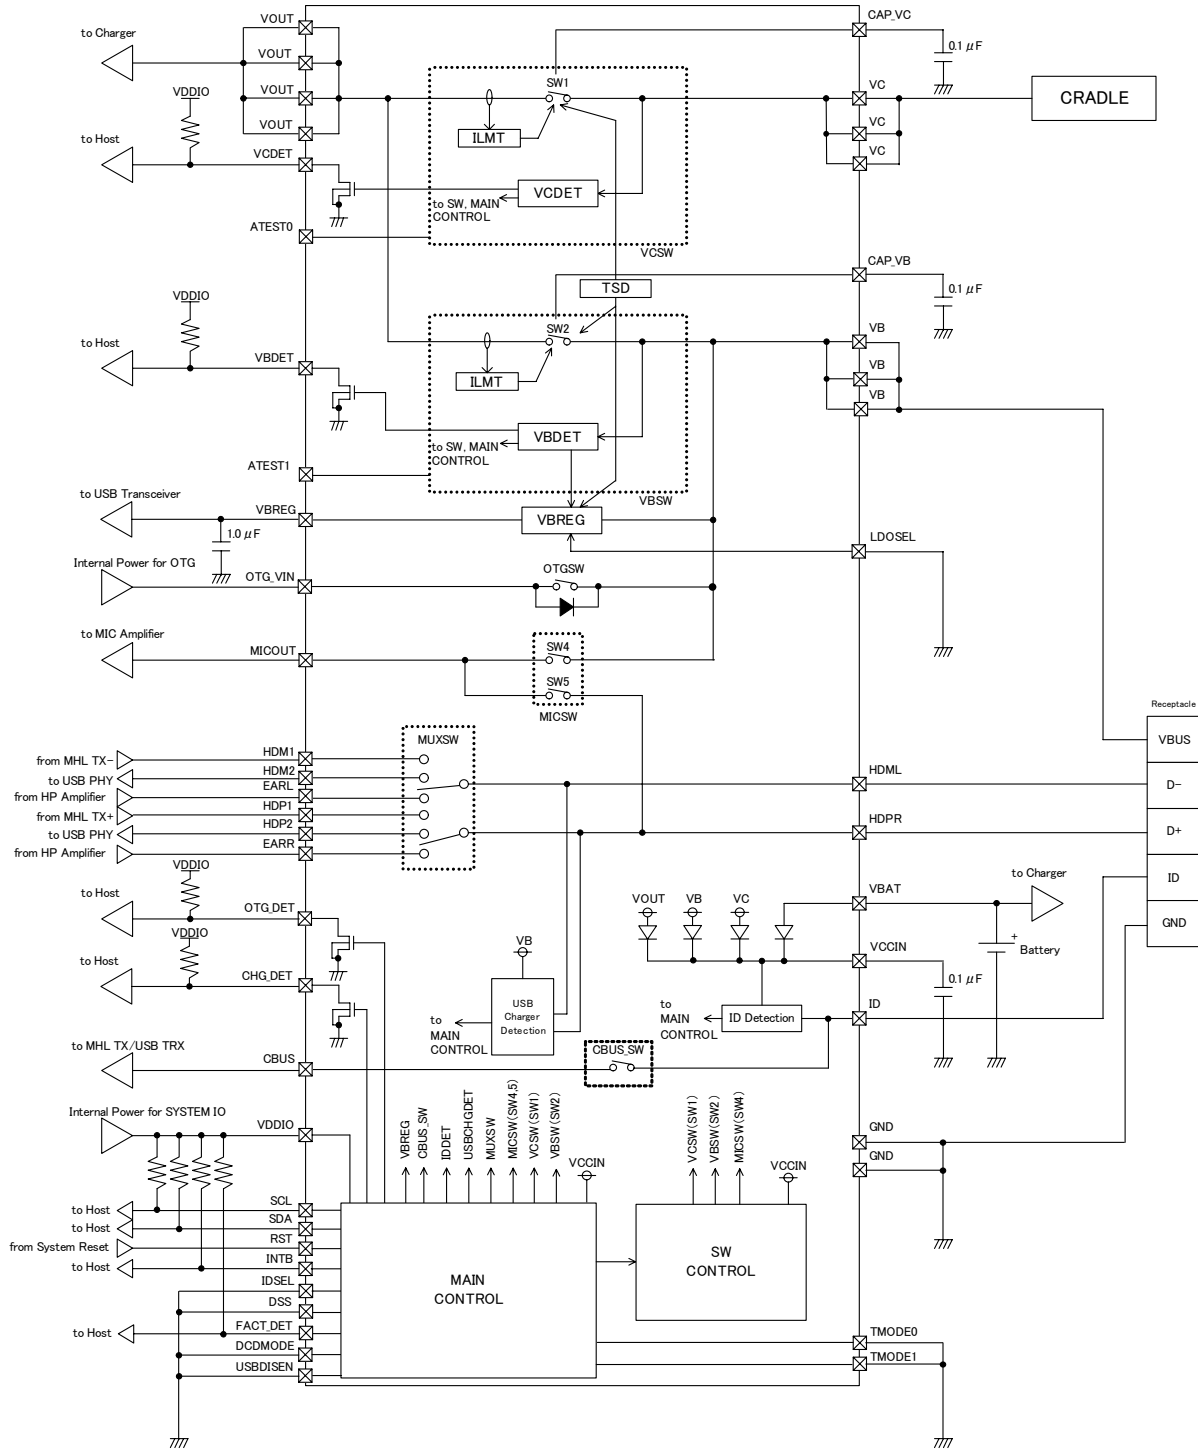 VOUT
CAP_VC
to Charger
VOUT
0.1 μF
VDDIO
VOUT
SW1
VC
CRADLE
VOUT
ILMT
VC
to Host
VCDET
VC
VCDET
to SW, MAIN
CONTROL
ATEST0
VCSW
CAP_VB
TSD
0.1 μF
VDDIO
SW2
VB
to Host
VBDET
VB
ILMT
VB
VBDET
to SW, MAIN
CONTROL
ATEST1
VBSW
to USB Transceiver
VBREG
VBREG
1.0 μF
LDOSEL
Internal Power for OTG
OTG_VIN
OTGSW
to MIC Amplifier
MICOUT
SW4
SW5
MICSW
Receptacle
VBUS
D-
D+
ID
GND
MUXSW
from MHL TX-
HDM1
to USB PHY
HDM2
HDML
from HP Amplifier
EARL
from MHL TX+
HDP1
to USB PHY
HDP2
HDPR
from HP Amplifier
EARR
VDDIO
to Host
OTG_DET
VOUT
VB
VC
VBAT
to Charger
VDDIO
VB
VCCIN
+
Battery
to Host
CHG_DET
0.1 μF
USB
Charger
Detection
to
MAIN
CONTROL
to
MAIN
CONTROL
ID Detection
ID
to MHL TX/USB TRX
CBUS
CBUS_SW
Internal Power for SYSTEM IO
VDDIO
VBREG
CBUS_SW
IDDET
USBCHGDET
MUXSW
MICSW(SW4,5)
VCSW(SW1)
VBSW(SW2)
VCCIN
VCSW(SW1)
VBSW(SW2)
MICSW(SW4)
VCCIN
GND
GND
to Host
SCL
to Host
SDA
from System Reset
RST
to Host
INTB
IDSEL
DSS
to Host
FACT_DET
DCDMODE
USBDISEN
MAIN
CONTROL
SW
CONTROL
TMODE0
TMODE1